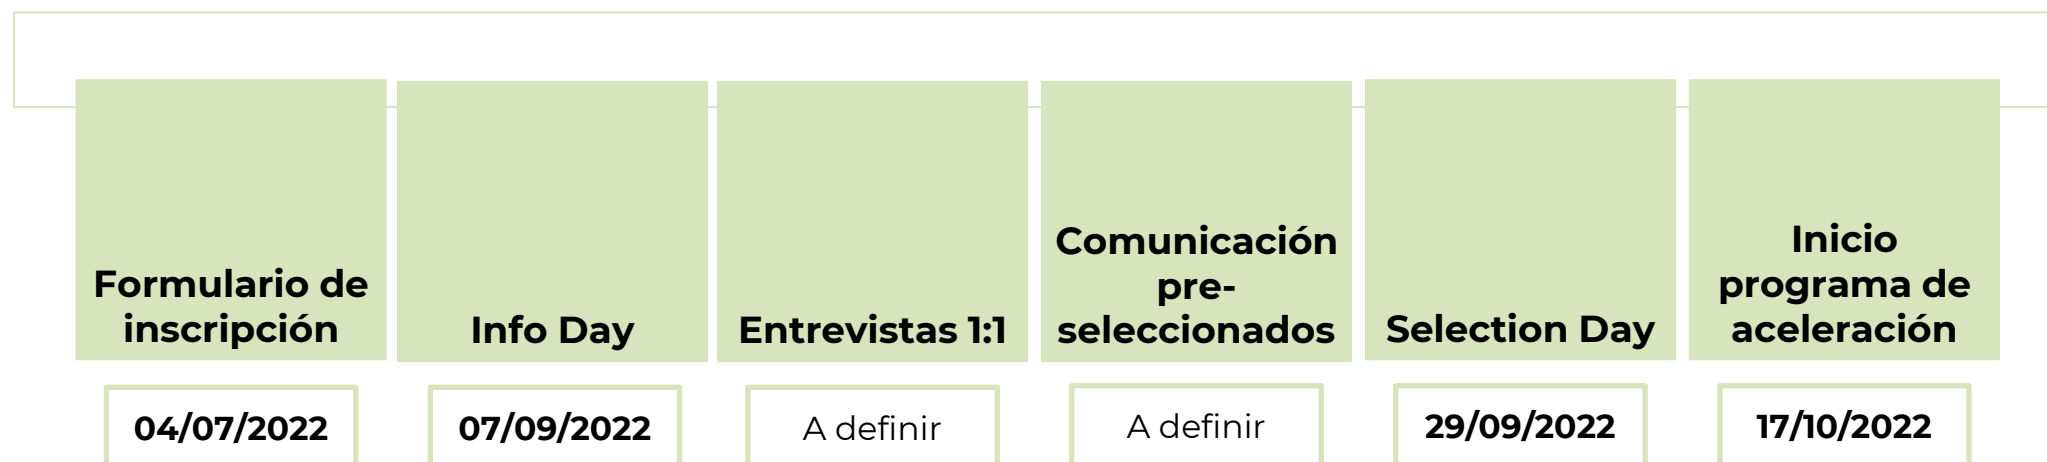 Formulario de
inscripción
Info Day
Entrevistas 1:1
Comunicación
pre-
seleccionados
Selection Day
Inicio
programa de
aceleración
04/07/2022
07/09/2022
A definir
A definir
29/09/2022
17/10/2022